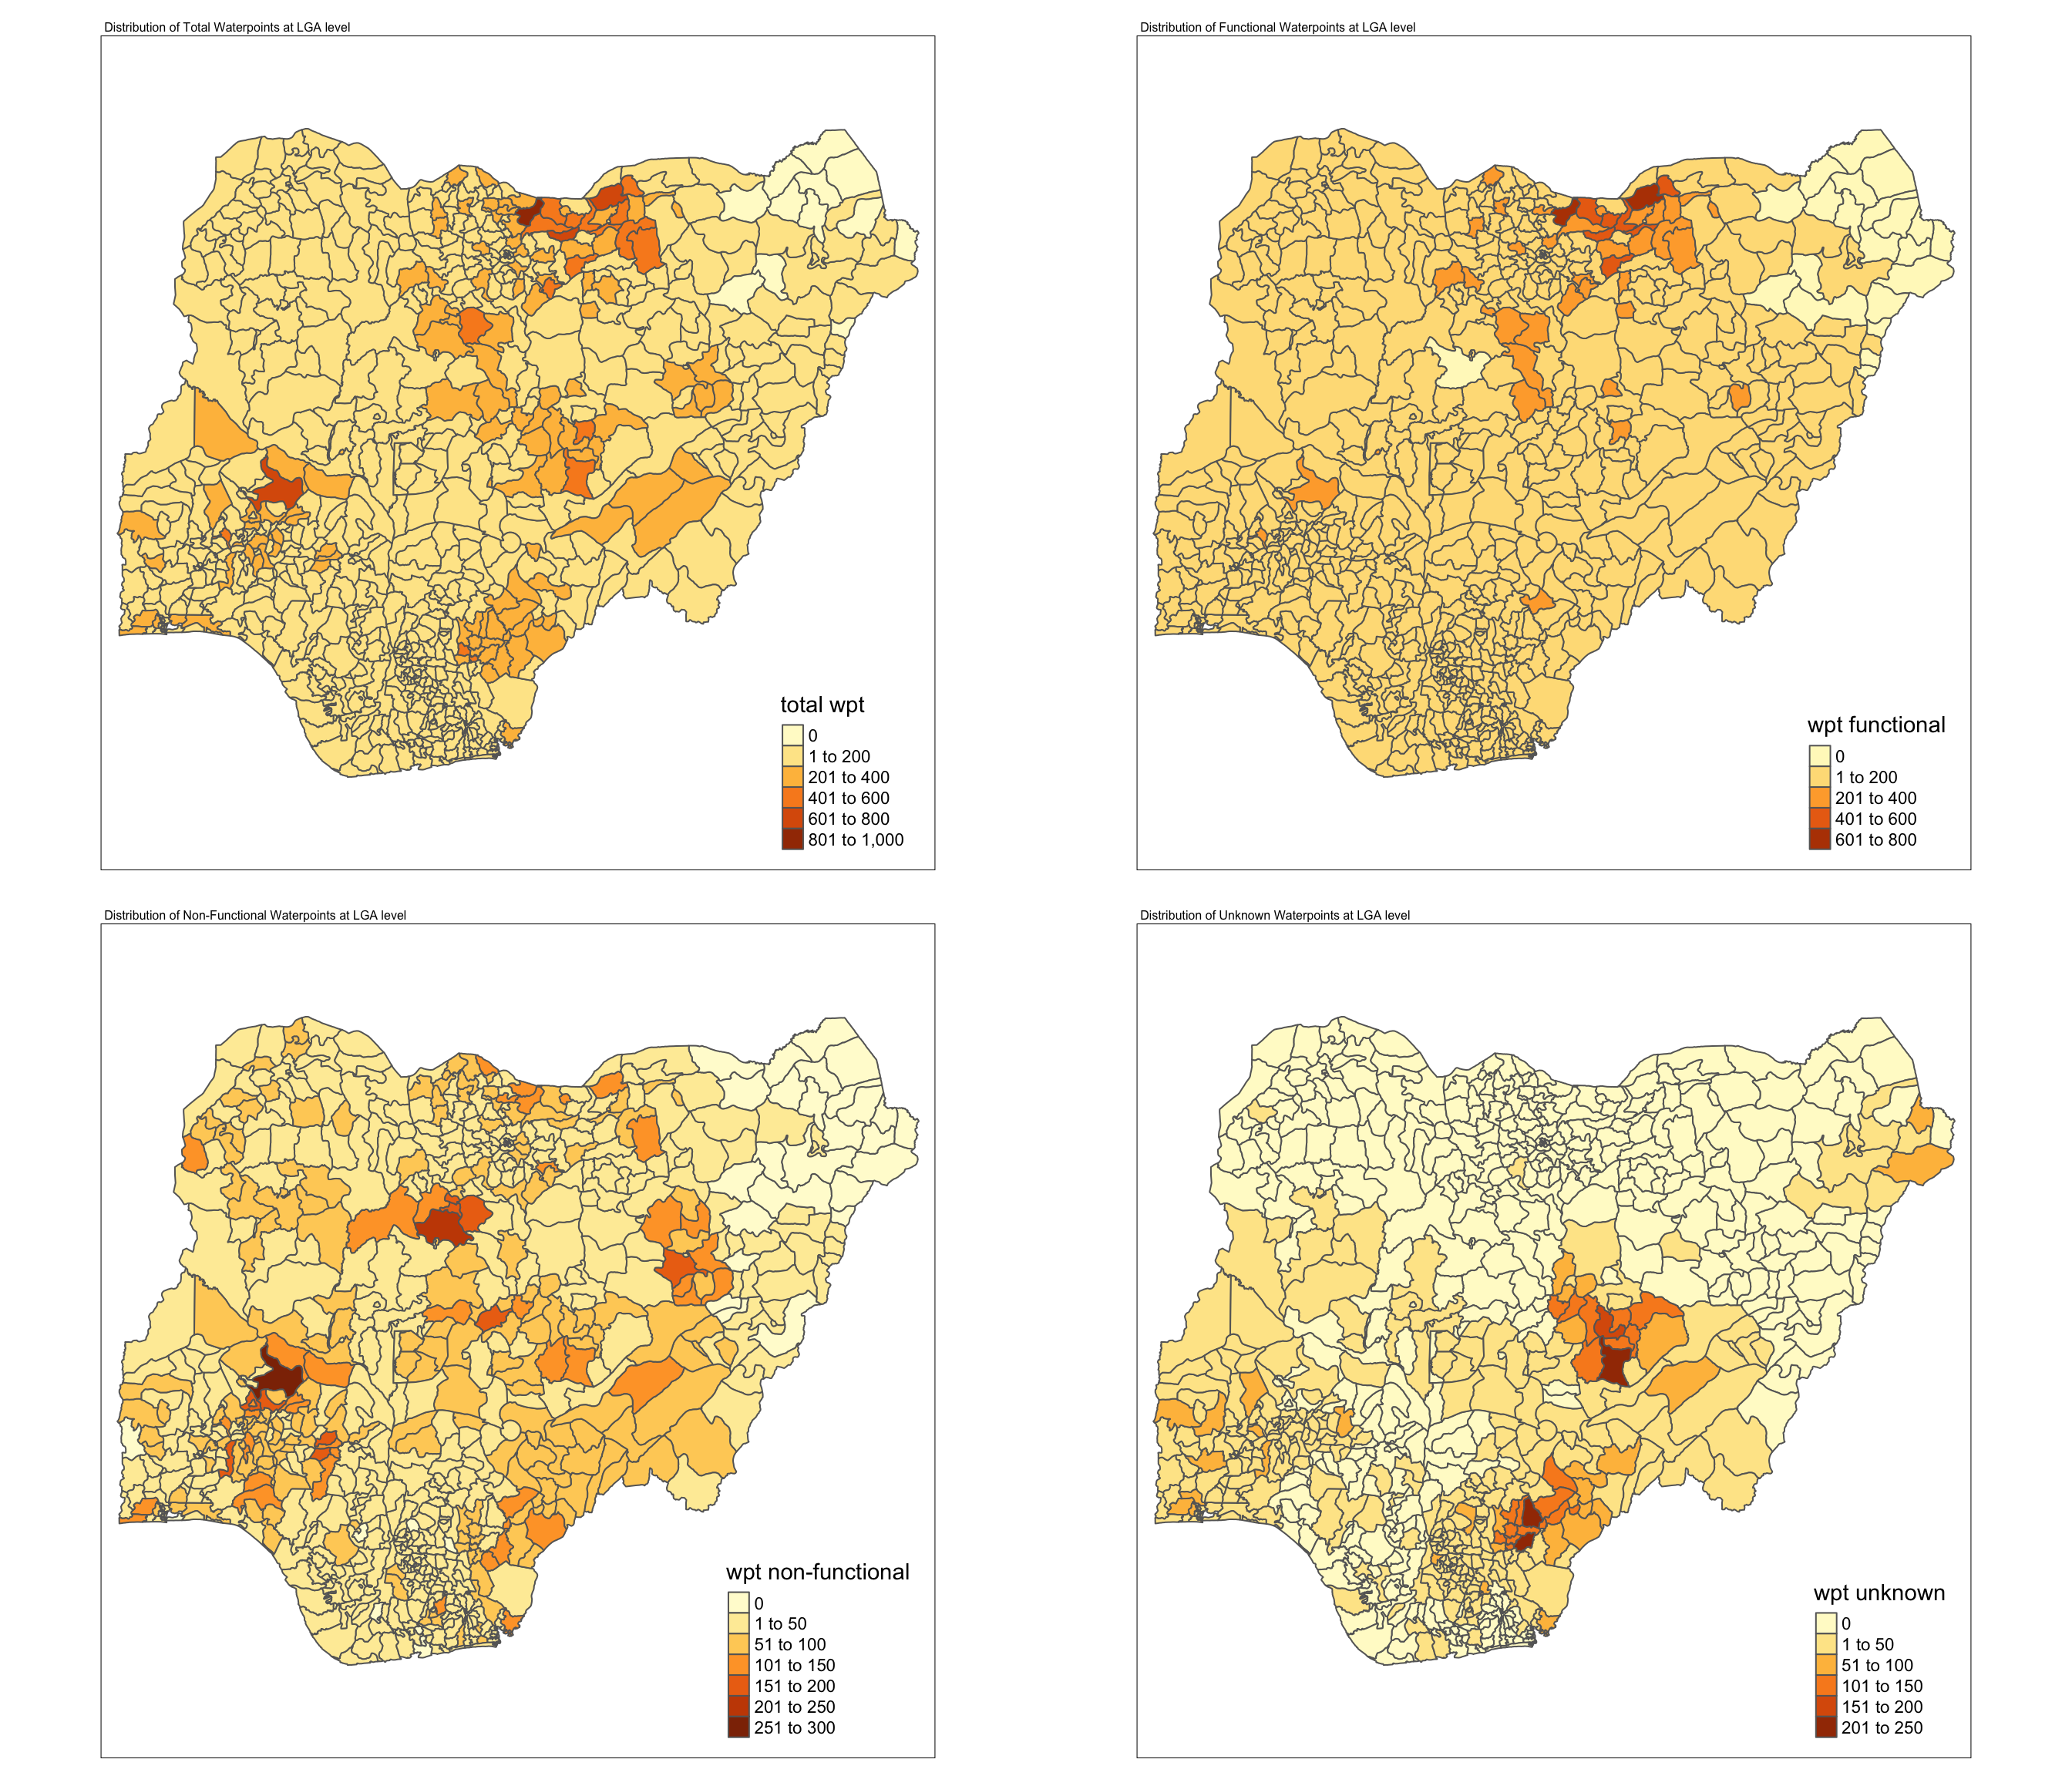 Distribution of Total Waterpoints at LGA level
total wpt
0
1 to 200
201 to 400
401 to 600
601 to 800
801 to 1,000
Distribution of Functional Waterpoints at LGA level
wpt functional
0
1 to 200
201 to 400
401 to 600
601 to 800
Distribution of Non-Functional Waterpoints at LGA level
wpt non-functional
0
1 to 50
51 to 100
101 to 150
151 to 200
201 to 250
251 to 300
Distribution of Unknown Waterpoints at LGA level
wpt unknown
0
1 to 50
51 to 100
101 to 150
151 to 200
201 to 250